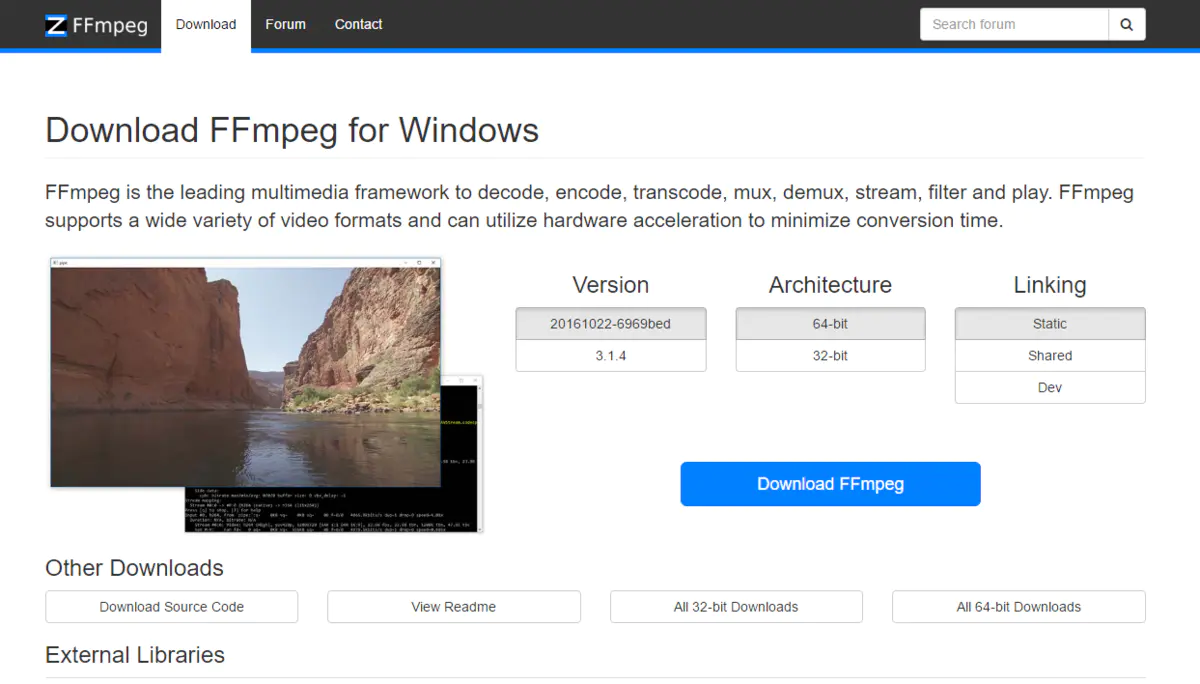 FFmpeg Download Forum Contact Search forum
Download FFmpeg for Windows
FFmpeg is the leading multimedia framework to decode, encode, transcode, mux, demux, stream, filter and play. FFmpeg
supports a wide variety of video formats and can utilize hardware acceleration to minimize conversion time.
Version
20161022-6969bed
3.1.4
Architecture
64-bit
32-bit
Linking
Static
Shared
Dev
Download FFmpeg
Other Downloads
Download Source Code
View Readme
All 32-bit Downloads
All 64-bit Downloads
External Libraries